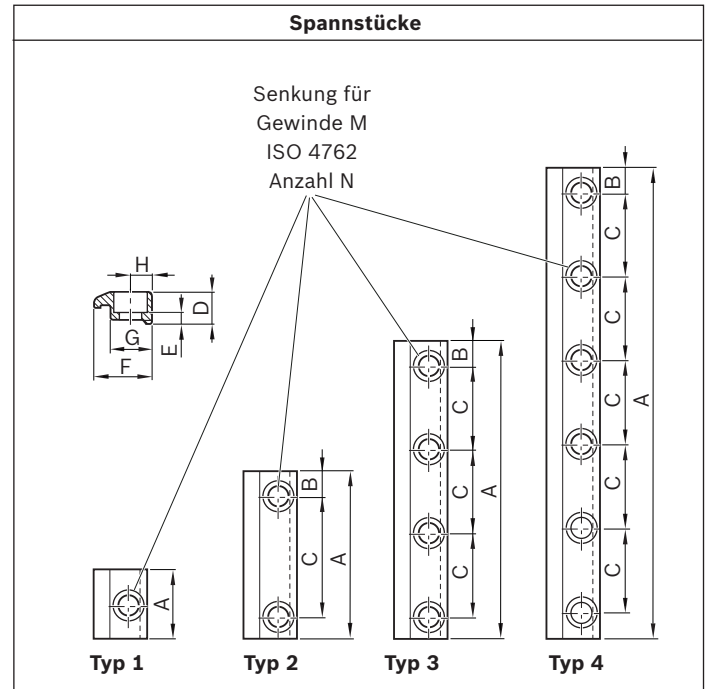 Spannstücke
Senkung für
Gewinde M
ISO 4762
Anzahl N
H
D
E
G
F
A
B
C
A
B
C
C
C
A
B
C
C
C
C
C
A
Typ 1
Typ 2
Typ 3
Typ 4